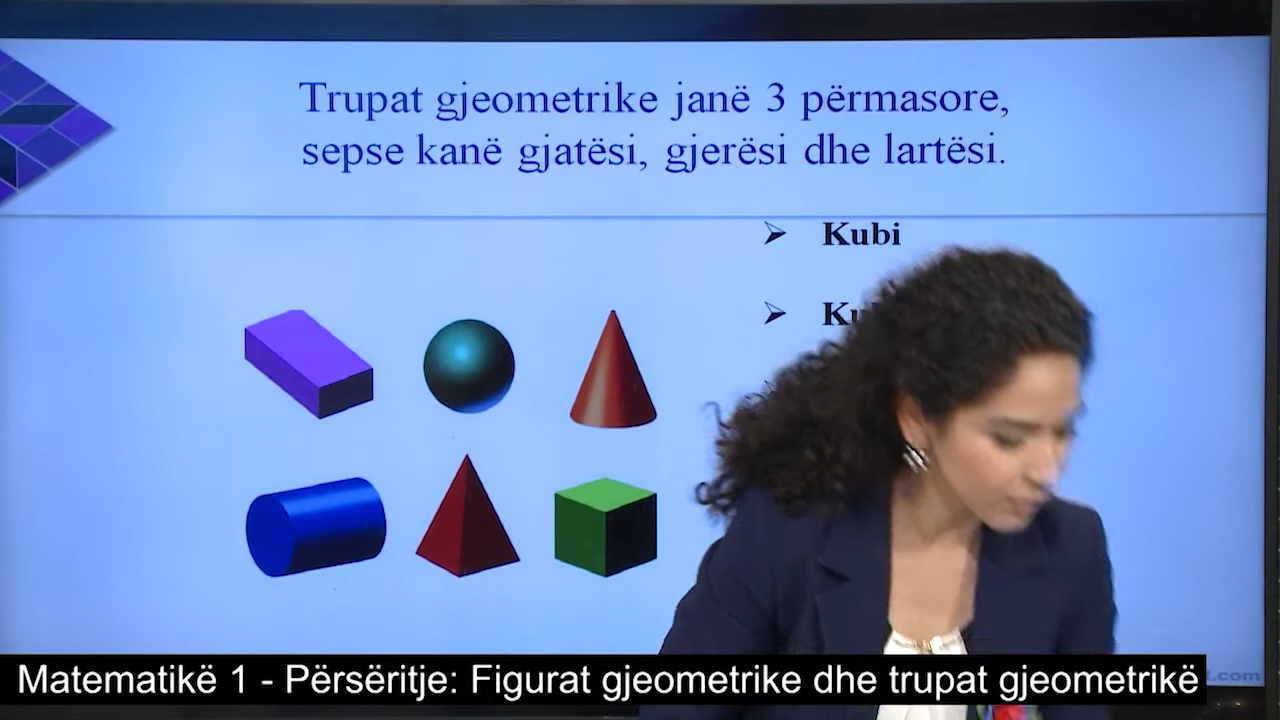 Trupat gjeometrike janë 3 përmasore,
sepse kanë gjatësi, gjerësi dhe lartësi.
➢ Kubi
➢
Matematikë 1 - Përsëritje: Figurat gjeometrike dhe trupat gjeometrikë